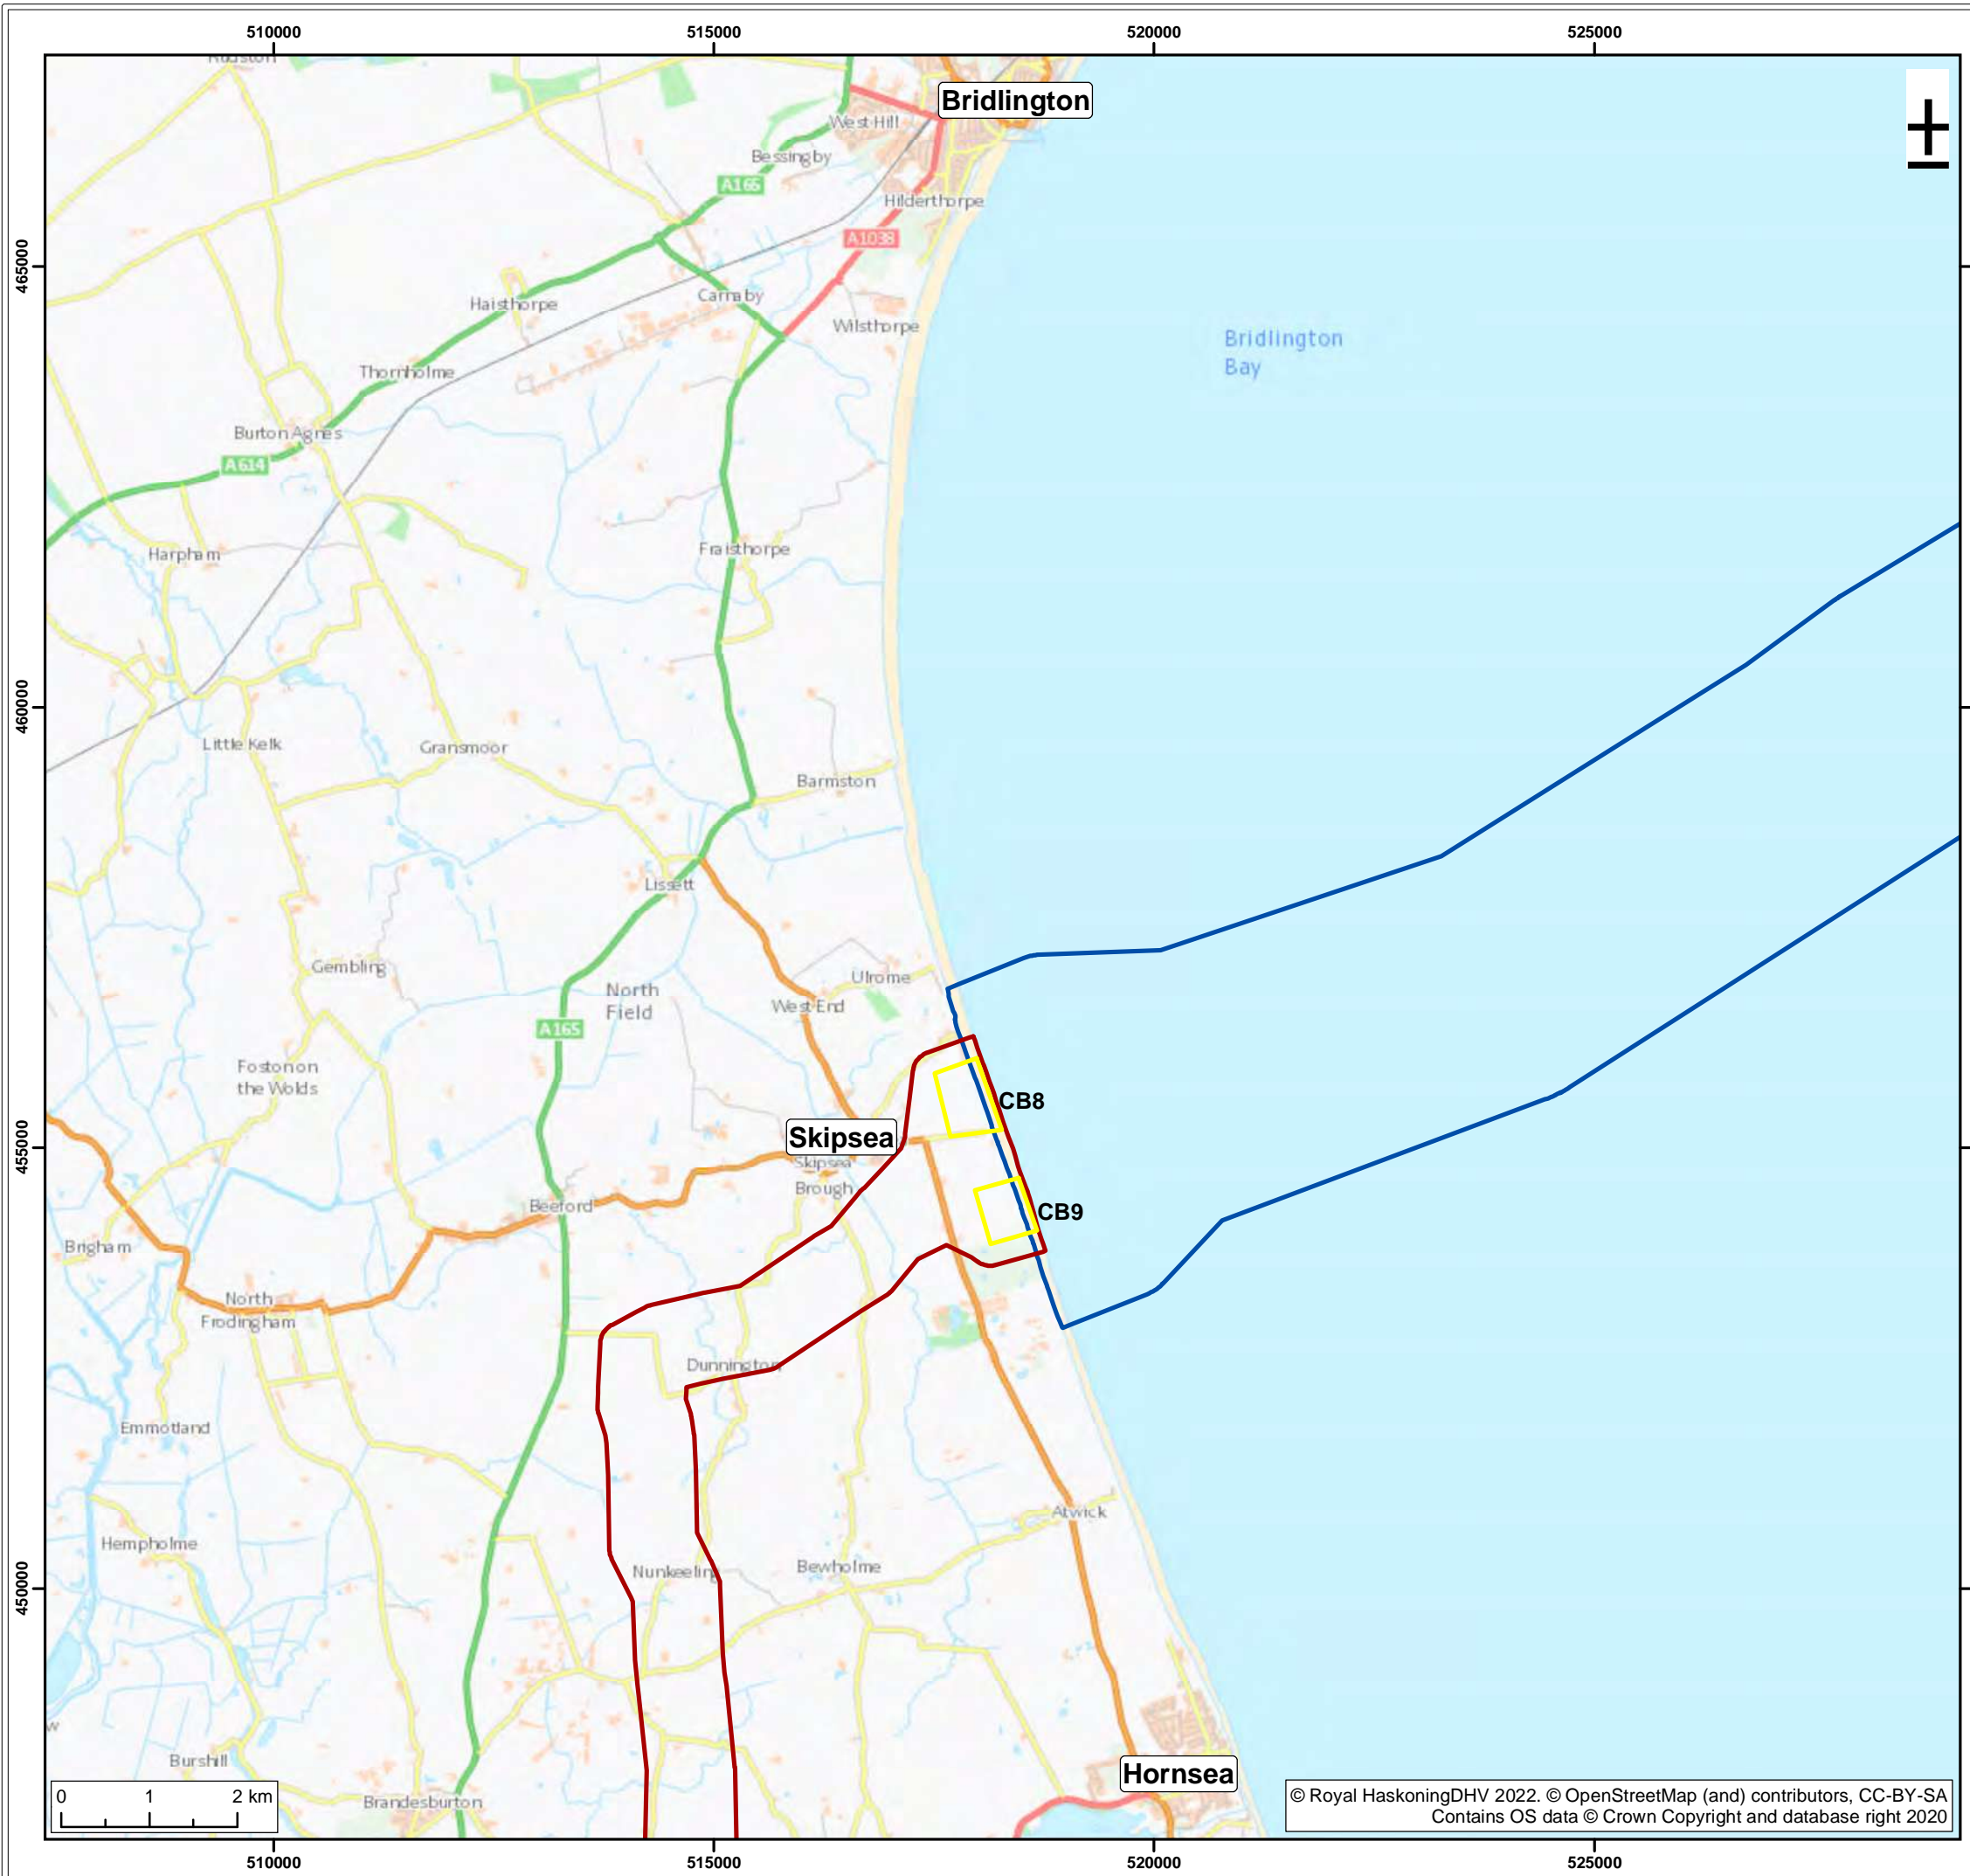 510000
515000
520000
525000
Rudston
Bridlington
West Hill
Bessingby
A166
Hilderthorpe
A1038
465000
Carnaby
Haisthorpe
Wilsthorpe
Bridlington
Bay
Thornholme
Burton Agnes
A614
Fraisthorpe
Harpham
460000
Little Kelk
Gransmoor
Barmston
Lissett
Gembling
Ulrome
North
Field
West End
A165
Foston on
the Wolds
CB8
Skipsea
455000
Skipsea
Brough
Beeford
CB9
Brigham
North
Frodingham
Dunnington
Emmotland
Atwick
Hempholme
Nunkeeling
Bewholme
450000
w
Burshill
Hornsea
Brandesburton
0 1 2 km
© Royal HaskoningDHV 2022. © OpenStreetMap (and) contributors, CC-BY-SA
Contains OS data © Crown Copyright and database right 2020
510000
515000
520000
525000